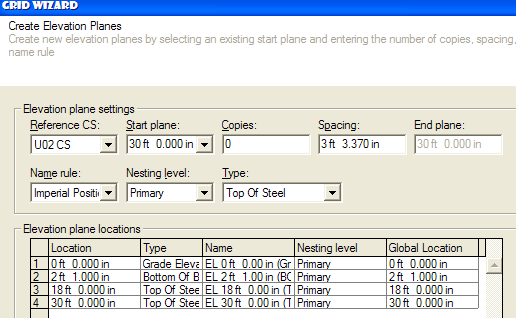 GRID WIZARD
Create Elevation Planes
Create new elevation planes by selecting an existing start plane and entering the number of copies, spacing,
name rule
Elevation plane settings
Reference CS: Start plane: Copies: Spacing: End plane:
U02 CS 30 ft 0.000 in 0 3 ft 3.370 in 30 ft 0.000 in
Name rule: Nesting level: Type:
Imperial Positi Primary Top Of Steel
Elevation plane locations
Location Type Name Nesting level Global Location
1 0 ft 0.000 in Grade Eleva EL 0 ft 0.00 in (Gr Primary 0 ft 0.000 in
2 2 ft 1.000 in Bottom Of B EL 2 ft 1.00 in (BO Primary 2 ft 1.000 in
3 18 ft 0.000 in Top Of Stee EL 18 ft 0.00 in (T Primary 18 ft 0.000 in
4 30 ft 0.000 in Top Of Stee EL 30 ft 0.00 in (T Primary 30 ft 0.000 in